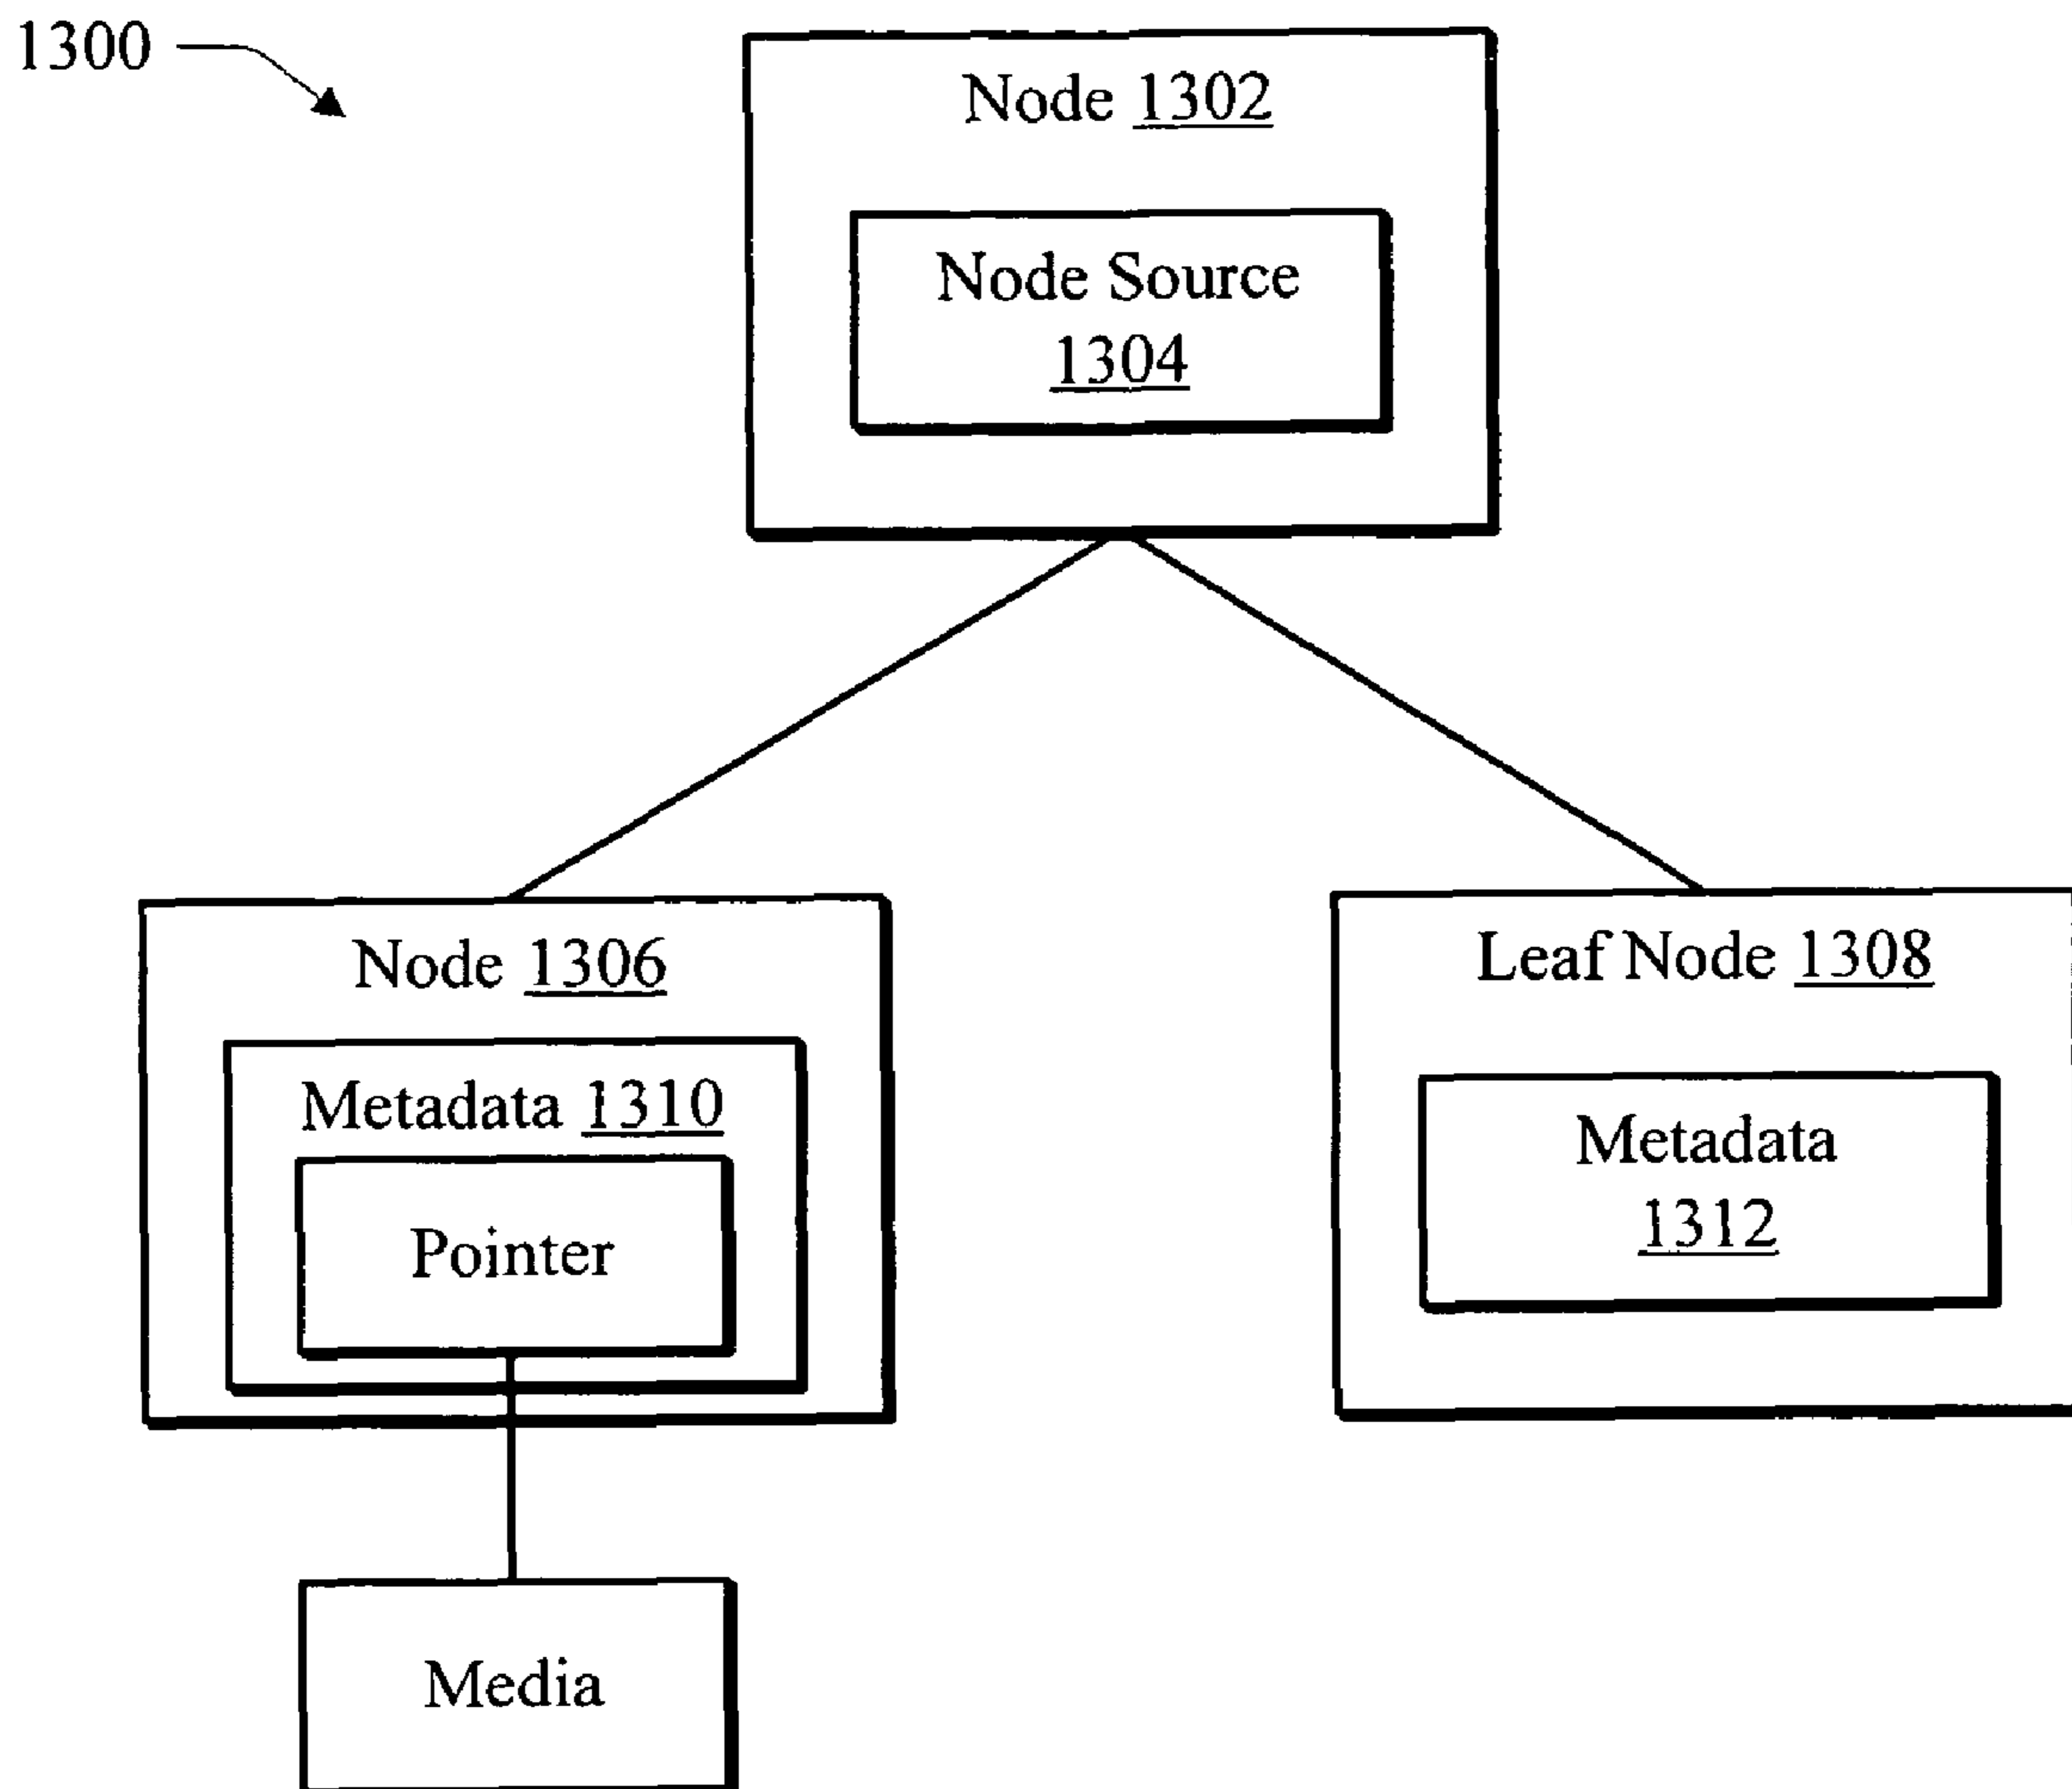 1300
Node 1302
Node Source
1304
Node 1306
Leaf Node 1308
Metadata 1310
Metadata
1312
Pointer
Media